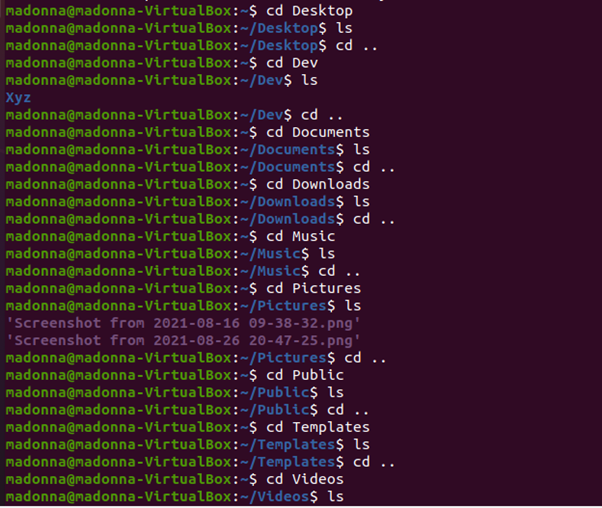 madonna@madonna-VirtualBox:~$ cd Desktop
madonna@madonna-VirtualBox:~/Desktop$ ls
madonna@madonna-VirtualBox:~/Desktop$ cd ..
madonna@madonna-VirtualBox:~$ cd Dev
madonna@madonna-VirtualBox:~/Dev$ ls
Xyz
madonna@madonna-VirtualBox:~/Dev$ cd ..
madonna@madonna-VirtualBox:~$ cd Documents
madonna@madonna-VirtualBox:~/Documents$ ls
madonna@madonna-VirtualBox:~/Documents$ cd ..
madonna@madonna-VirtualBox:~$ cd Downloads
madonna@madonna-VirtualBox:~/Downloads$ ls
madonna@madonna-VirtualBox:~/Downloads$ cd ..
madonna@madonna-VirtualBox:~$ cd Music
madonna@madonna-VirtualBox:~/Music$ ls
madonna@madonna-VirtualBox:~/Music$ cd ..
madonna@madonna-VirtualBox:~$ cd Pictures
madonna@madonna-VirtualBox:~/Pictures$ ls
'Screenshot from 2021-08-16 09-38-32.png'
'Screenshot from 2021-08-26 20-47-25.png'
madonna@madonna-VirtualBox:~/Pictures$ cd ..
madonna@madonna-VirtualBox:~$ cd Public
madonna@madonna-VirtualBox:~/Public$ ls
madonna@madonna-VirtualBox:~/Public$ cd ..
madonna@madonna-VirtualBox:~$ cd Templates
madonna@madonna-VirtualBox:~/Templates$ ls
madonna@madonna-VirtualBox:~/Templates$ cd ..
madonna@madonna-VirtualBox:~$ cd Videos
madonna@madonna-VirtualBox:~/Videos$ ls